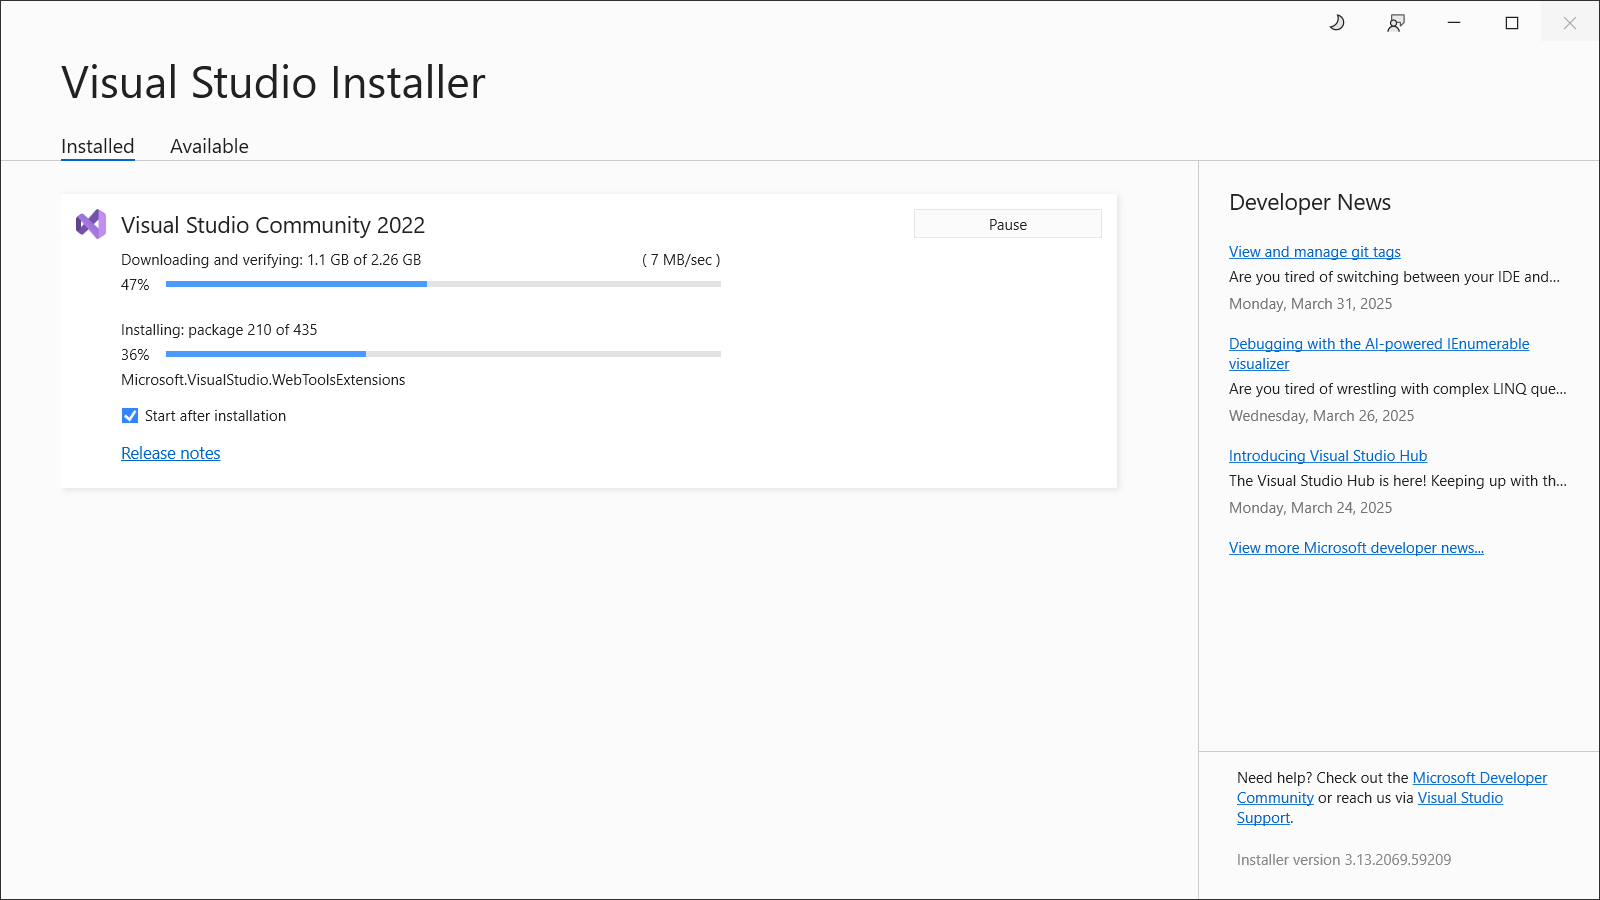 Visual Studio Installer
Installed
Available
Visual Studio Community 2022
Pause
Downloading and verifying: 1.1 GB of 2.26 GB
( 7 MB/sec )
47%
Installing: package 210 of 435
36%
Microsoft.VisualStudio.WebToolsExtensions
Start after installation
Release notes
Developer News
View and manage git tags
Are you tired of switching between your IDE and...
Monday, March 31, 2025
Debugging with the AI-powered IEnumerable
visualizer
Are you tired of wrestling with complex LINQ que...
Wednesday, March 26, 2025
Introducing Visual Studio Hub
The Visual Studio Hub is here! Keeping up with th...
Monday, March 24, 2025
View more Microsoft developer news...
Need help? Check out the Microsoft Developer
Community or reach us via Visual Studio
Support.
Installer version 3.13.2069.59209